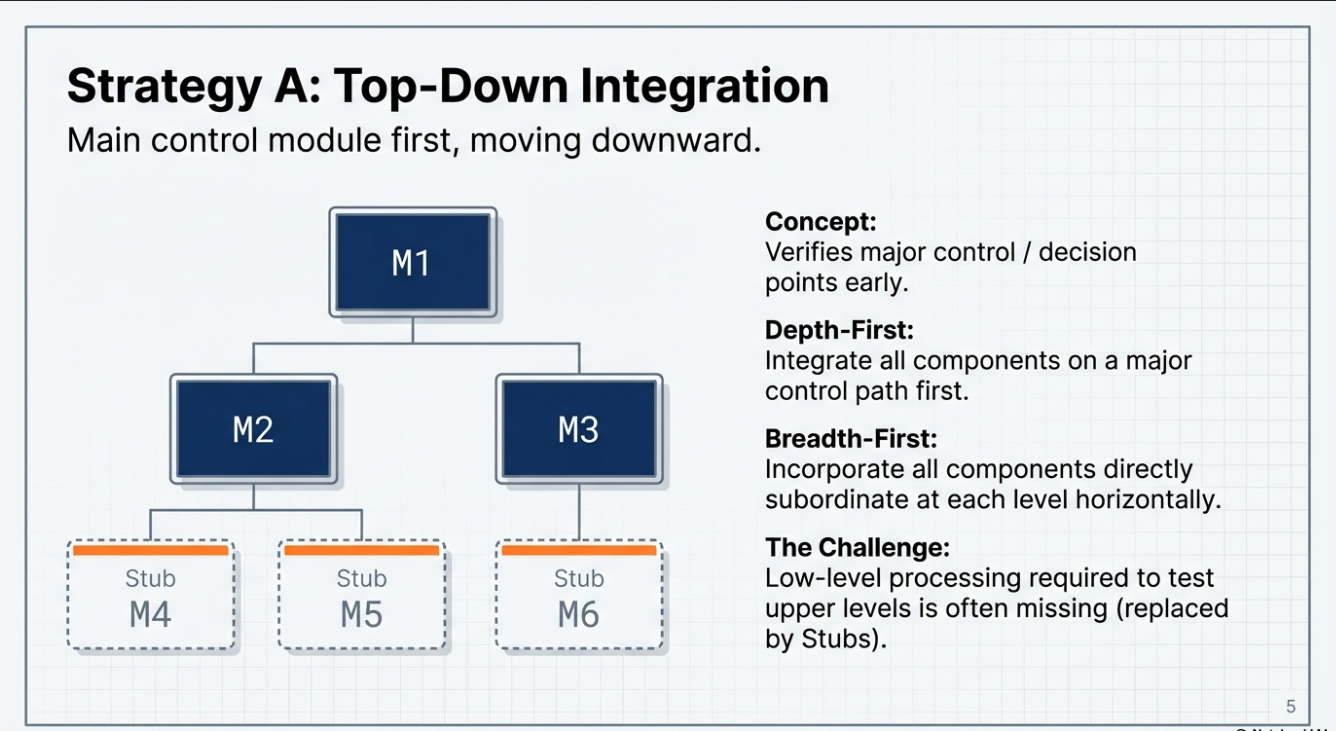 Strategy A: Top-Down Integration
Main control module first, moving downward.
M1
M2
M3
Stub
M4
Stub
M5
Stub
M6
Concept:
Verifies major control / decision
points early.
Depth-First:
Integrate all components on a major
control path first.
Breadth-First:
Incorporate all components directly
subordinate at each level horizontally.
The Challenge:
Low-level processing required to test
upper levels is often missing (replaced
by Stubs).
5